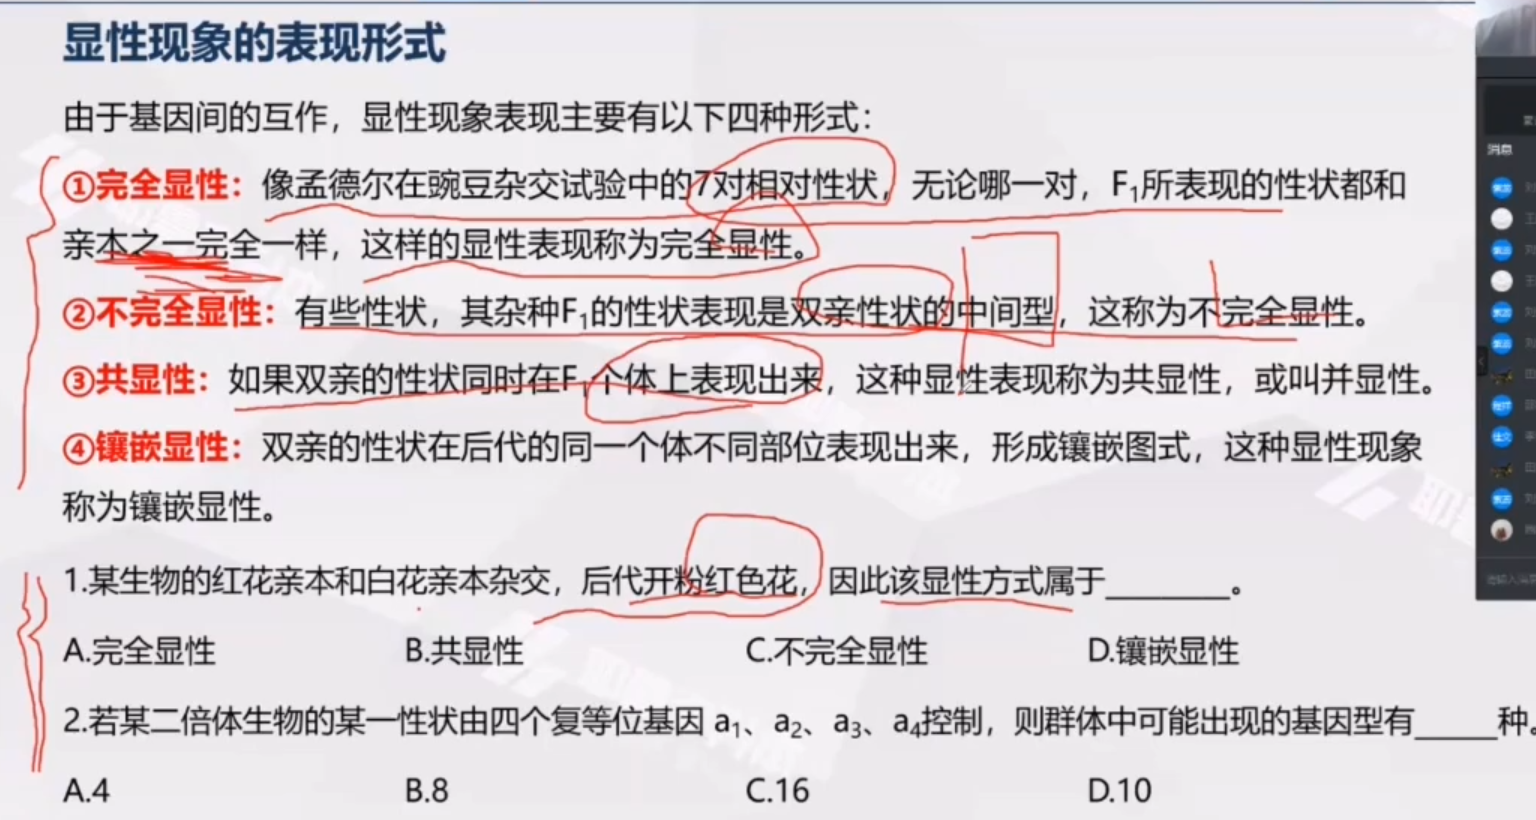 显性现象的表现形式
由于基因间的互作，显性现象表现主要有以下四种形式：
①完全显性：像孟德尔在豌豆杂交试验中的7对相对性状，无论哪一对，F₁所表现的性状都和
亲本之一完全一样，这样的显性表现称为完全显性。
②不完全显性：有些性状，其杂种F₁的性状表现是双亲性状的中间型，这称为不完全显性。
③共显性：如果双亲的性状同时在F₁个体上表现出来，这种显性表现称为共显性，或叫并显性。
④镶嵌显性：双亲的性状在后代的同一个体不同部位表现出来，形成镶嵌图式，这种显性现象
称为镶嵌显性。
1.某生物的红花亲本和白花亲本杂交，后代开粉红色花，因此该显性方式属于________。
A.完全显性 B.共显性 C.不完全显性 D.镶嵌显性
2.若某二倍体生物的某一性状由四个复等位基因 a₁、a₂、a₃、a₄控制，则群体中可能出现的基因型有_____种。
A.4 B.8 C.16 D.10
消息